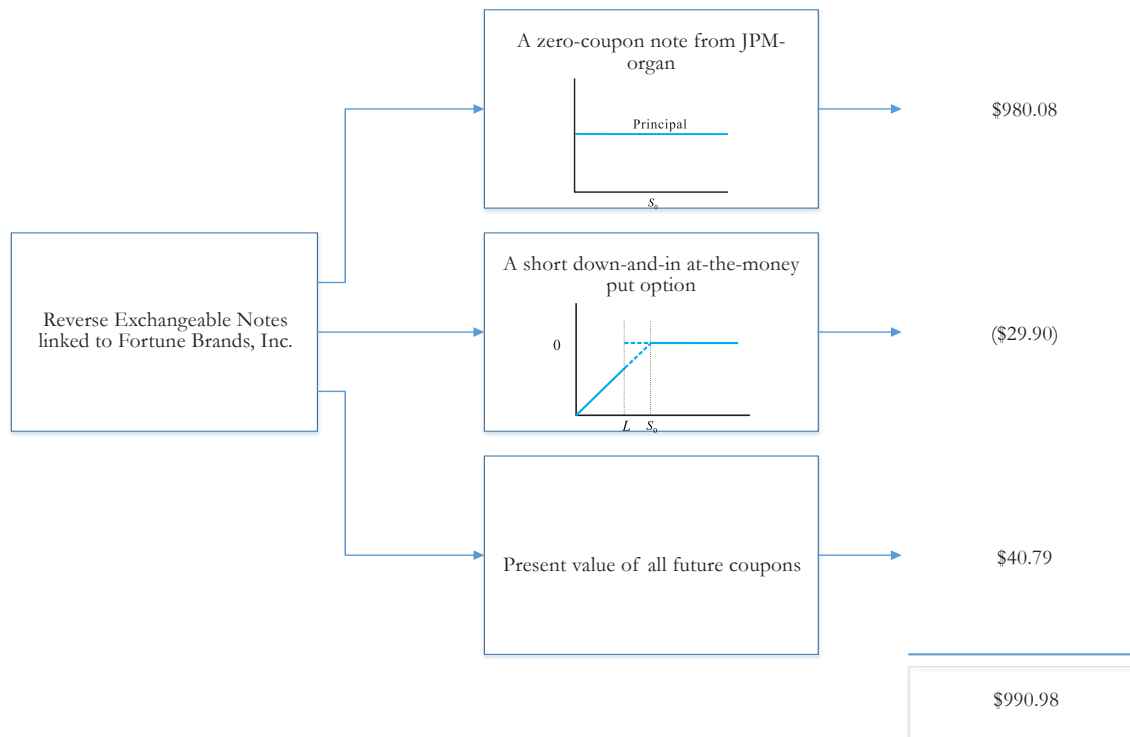 A zero-coupon note from JPM-
organ
Principal
S₀
$980.08
Reverse Exchangeable Notes
linked to Fortune Brands, Inc.
A short down-and-in at-the-money
put option
0
L S₀
($29.90)
Present value of all future coupons
$40.79
$990.98